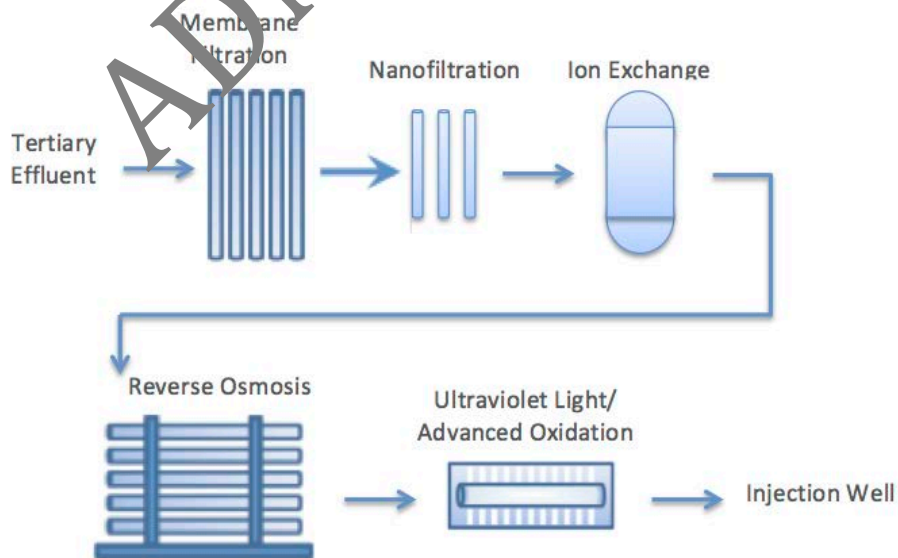 Membrane
Filtration
Nanofiltration
Ion Exchange
Tertiary
Effluent
Reverse Osmosis
Ultraviolet Light/
Advanced Oxidation
Injection Well